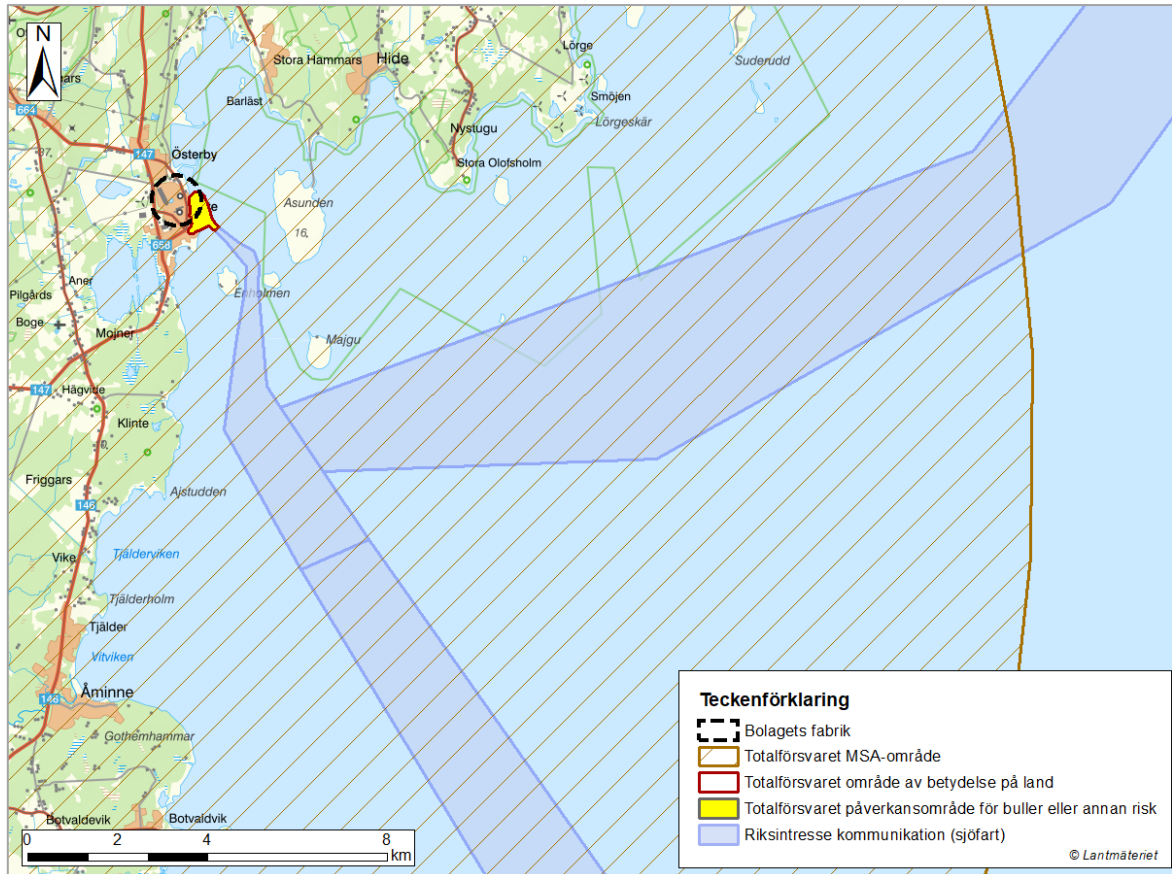 N
Stora Hammars
Hide
Lörge
Suderudd
Barläst
Smöjen
Lörgeskär
664
Nystugu
147
Österby
Stora Olofsholm
Asunden
16.
658
Aner
Pilgårds
Enholmen
Boge
Mojner
Majgu
147
Hägvide
Klinte
Friggars
Ajstudden
146
Vike
Tjälderviken
Tjälderholm
Tjälder
Vitviken
Åminne
146
Gothemhammar
Botvaldevik
Botvaldvik
0 2 4 8
km
Teckenförklaring
Bolagets fabrik
Totalförsvaret MSA-område
Totalförsvaret område av betydelse på land
Totalförsvaret påverkansområde för buller eller annan risk
Riksintresse kommunikation (sjöfart)
© Lantmäteriet